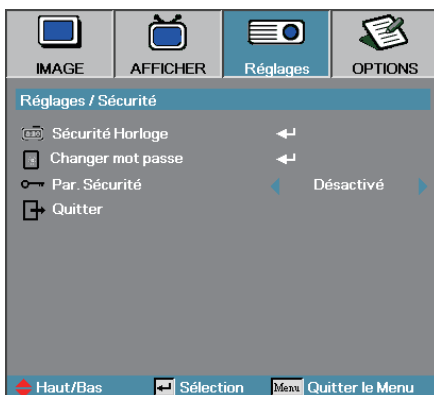 IMAGE AFFICHER Réglages OPTIONS
Réglages / Sécurité
Sécurité Horloge
Changer mot passe
Par. Sécurité Désactivé
Quitter
Haut/Bas Sélection Menu Quitter le Menu